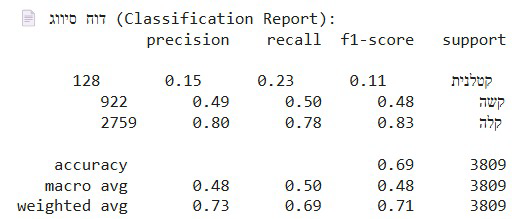 📄 דוח סיווג (Classification Report):
precision recall f1-score support
קטלנית 0.11 0.23 0.15 128
קשה 0.48 0.50 0.49 922
קלה 0.83 0.78 0.80 2759
accuracy 0.69 3809
macro avg 0.48 0.50 0.48 3809
weighted avg 0.73 0.69 0.71 3809